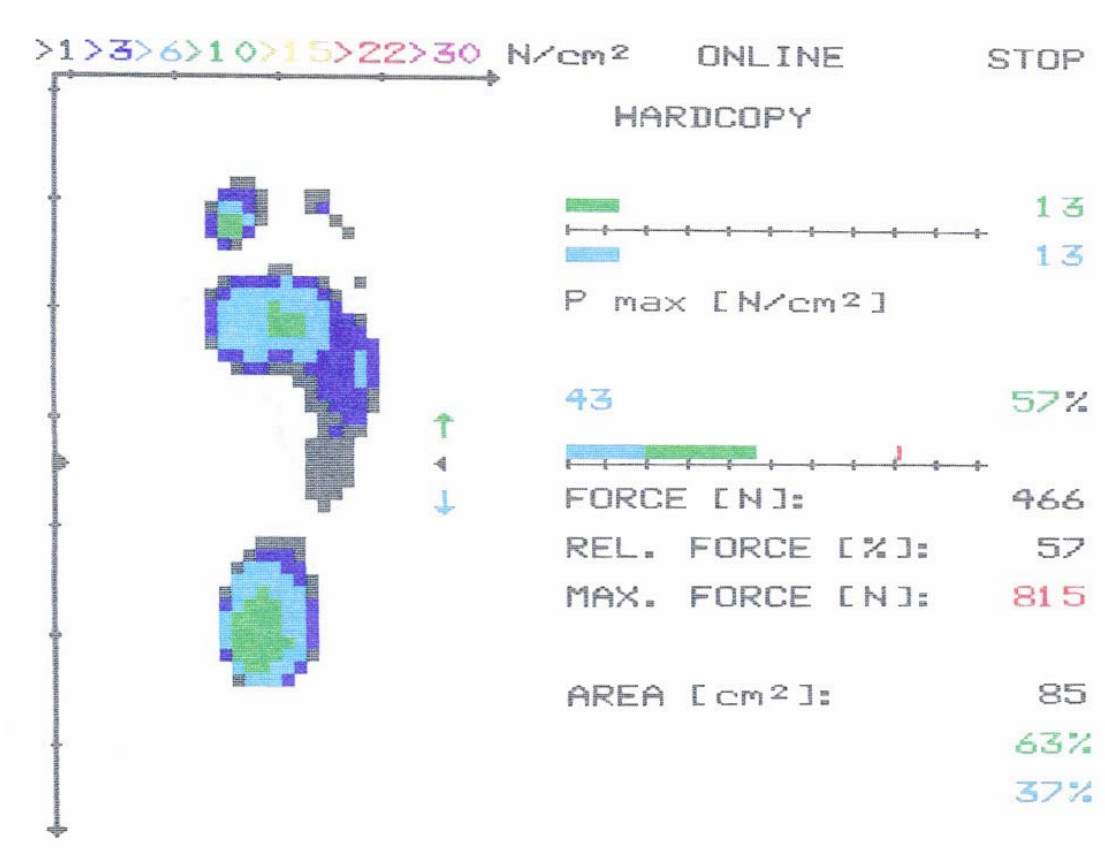 >1>3>6>10>15>22>30 N/cm² ONLINE STOP
HARDCOPY
13
13
P max [N/cm²]
43 57%
FORCE [N]: 466
REL. FORCE [%]: 57
MAX. FORCE [N]: 815
AREA [cm²]: 85
63%
37%